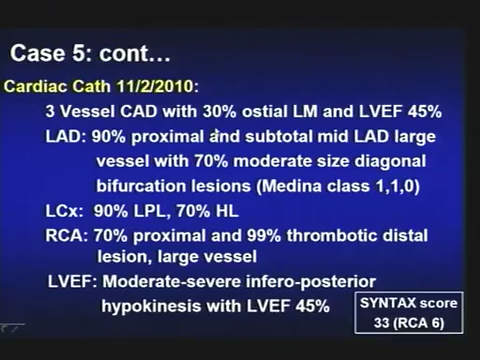 Case 5: cont…
Cardiac Cath 11/2/2010:
3 Vessel CAD with 30% ostial LM and LVEF 45%
LAD: 90% proximal and subtotal mid LAD large
vessel with 70% moderate size diagonal
bifurcation lesions (Medina class 1,1,0)
LCx: 90% LPL, 70% HL
RCA: 70% proximal and 99% thrombotic distal
lesion, large vessel
LVEF: Moderate-severe infero-posterior
hypokinesis with LVEF 45%
SYNTAX score
33 (RCA 6)